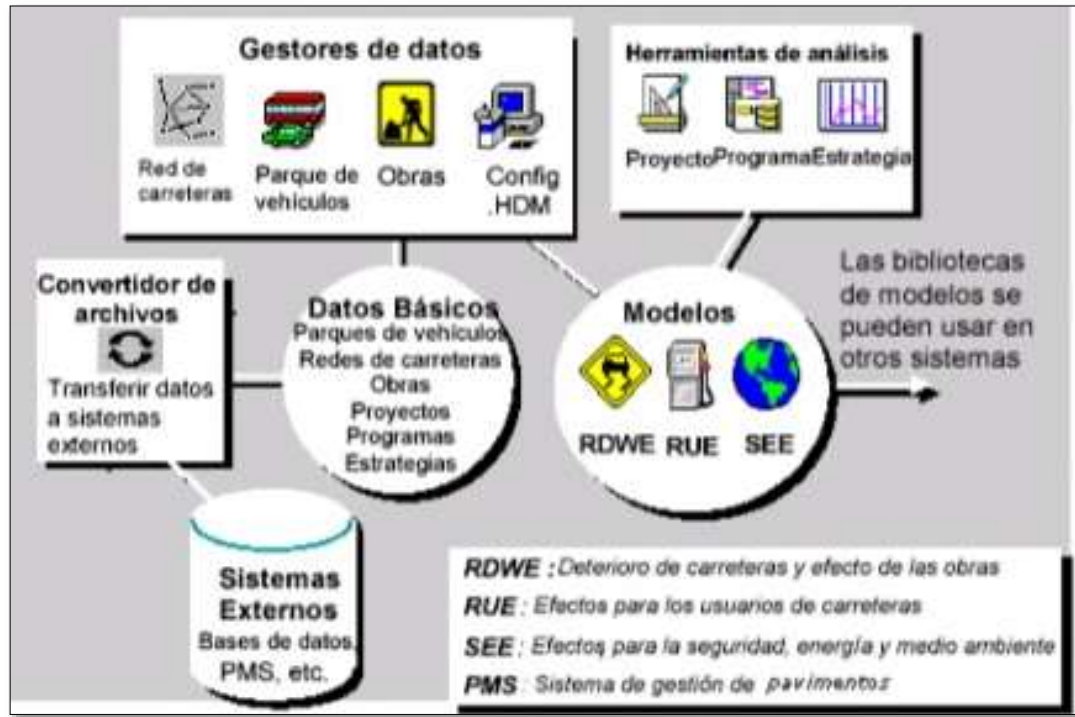 Gestores de datos
Red de
carreteras
Parque de
vehículos
Obras
Config
.HDM
Herramientas de análisis
Proyecto
Programa
Estrategia
Convertidor de
archivos
Transferir datos
a sistemas
externos
Datos Básicos
Parques de vehículos
Redes de carreteras
Obras
Proyectos
Programas
Estrategias
Modelos
RDWE
RUE
SEE
Las bibliotecas
de modelos se
pueden usar en
otros sistemas
Sistemas
Externos
Bases de datos,
PMS, etc.
RDWE : Deterioro de carreteras y efecto de las obras
RUE : Efectos para los usuarios de carreteras
SEE : Efectos para la seguridad, energía y medio ambiente
PMS : Sistema de gestión de pavimentos